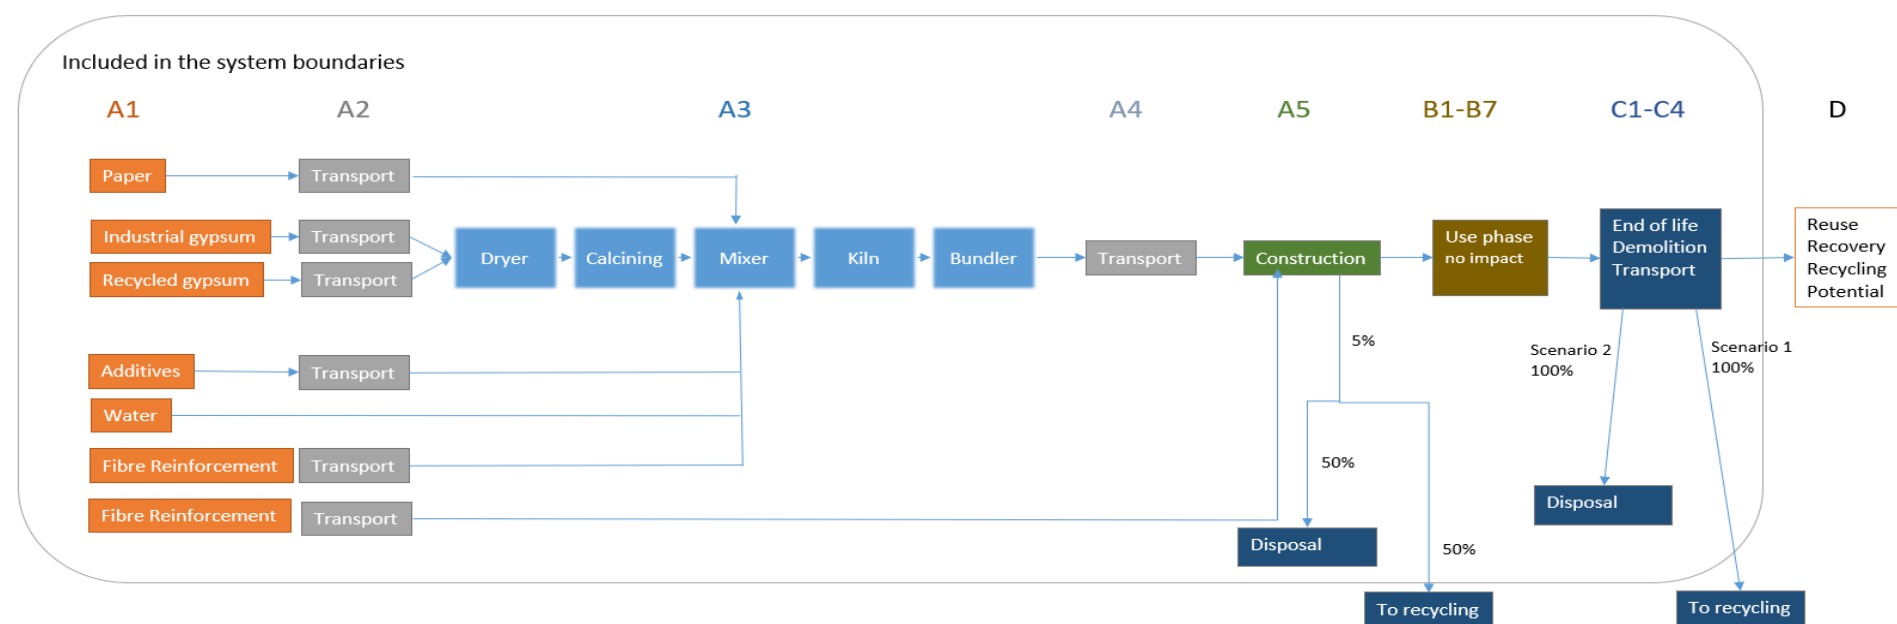 Included in the system boundaries
A1 A2 A3 A4 A5 B1-B7 C1-C4 D
Paper
Transport
Industrial gypsum
Transport
Recycled gypsum
Transport
Dryer
Calcining
Mixer
Kiln
Bundler
Transport
Construction
Use phase
no impact
End of life
Demolition
Transport
Reuse
Recovery
Recycling
Potential
Additives
Transport
Water
Fibre Reinforcement
Transport
Fibre Reinforcement
Transport
5%
50%
50%
Disposal
To recycling
Scenario 2
100%
Scenario 1
100%
Disposal
To recycling